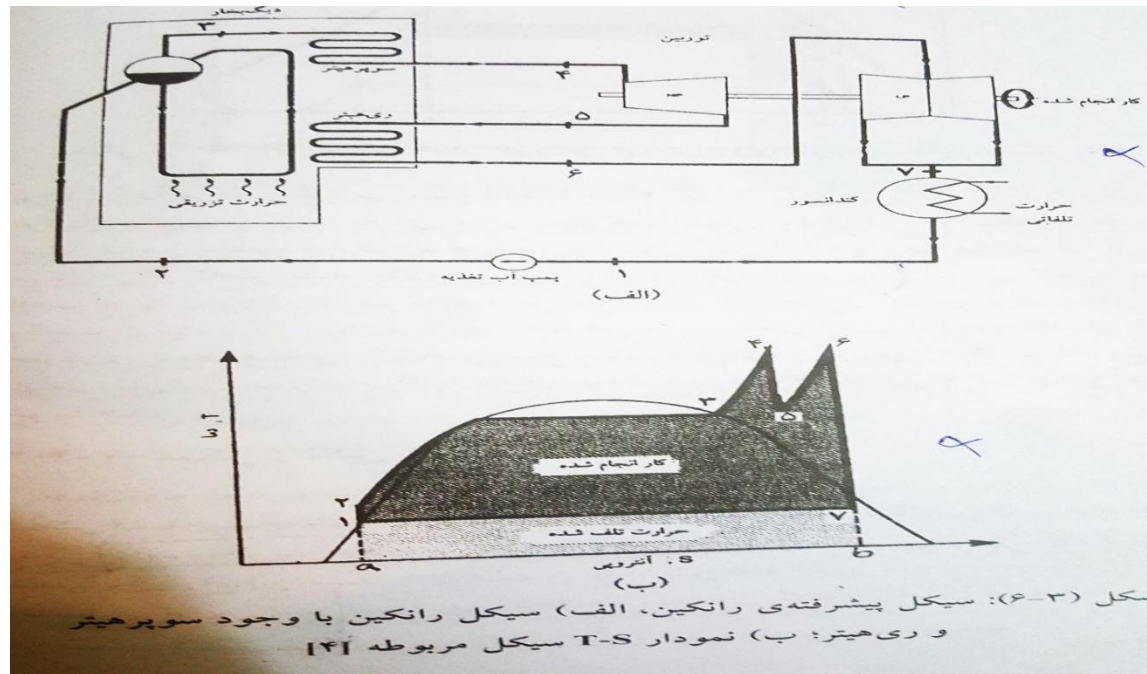 دیگ‌بخار
۳
سوپرهیتر
۴
توربین
۵
ری‌هیتر
۶
کار انجام شده
۷
کندانسور
حرارت
تلفاتی
حرارت تزریقی
۲
پمپ آب تغذیه
۱
(الف)
۴
۶
۳
۵
کار انجام شده
۲
۱
۷
حرارت تلف شده
a
b
S: آنتروپی
(ب)
شکل (۳-۶): سیکل پیشرفته‌ی رانکین، الف) سیکل رانکین با وجود سوپرهیتر
و ری‌هیتر؛ ب) نمودار T-S سیکل مربوطه [۴]